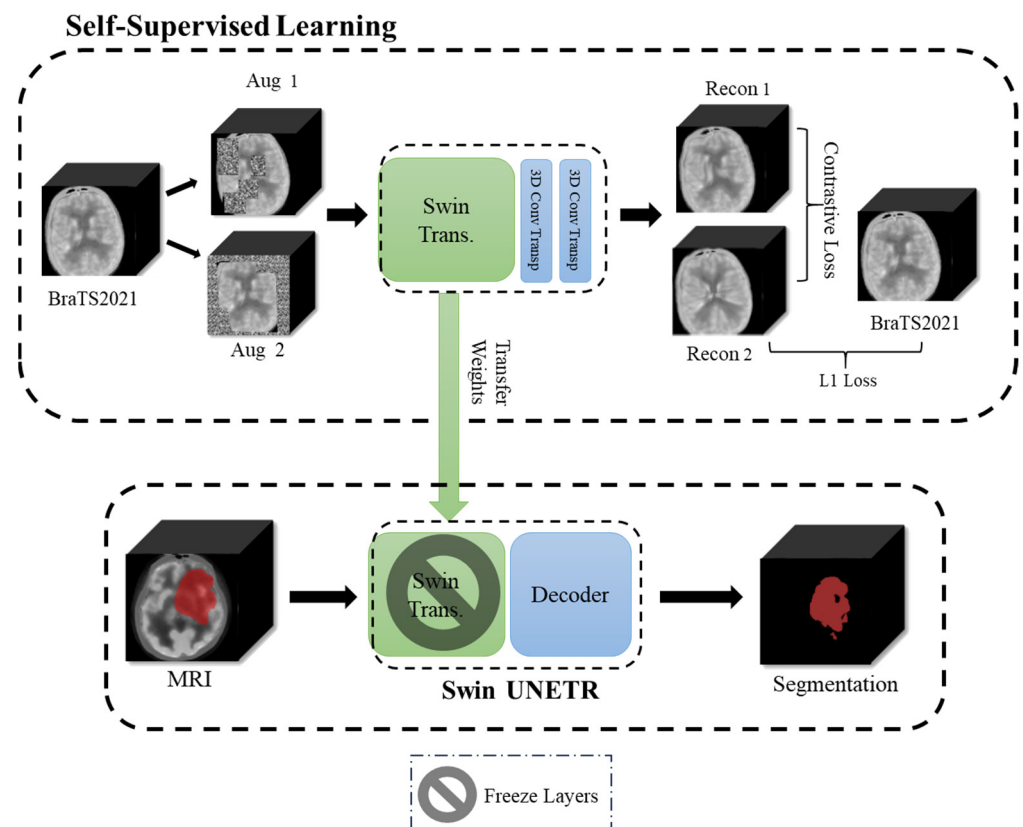 Self-Supervised Learning
Aug 1
Recon 1
BraTS2021
Swin
Trans.
3D Conv Transp
3D Conv Transp
Contrastive Loss
Aug 2
Recon 2
BraTS2021
L1 Loss
Transfer
Weights
Swin
Trans.
Decoder
MRI
Swin UNETR
Segmentation
Freeze Layers